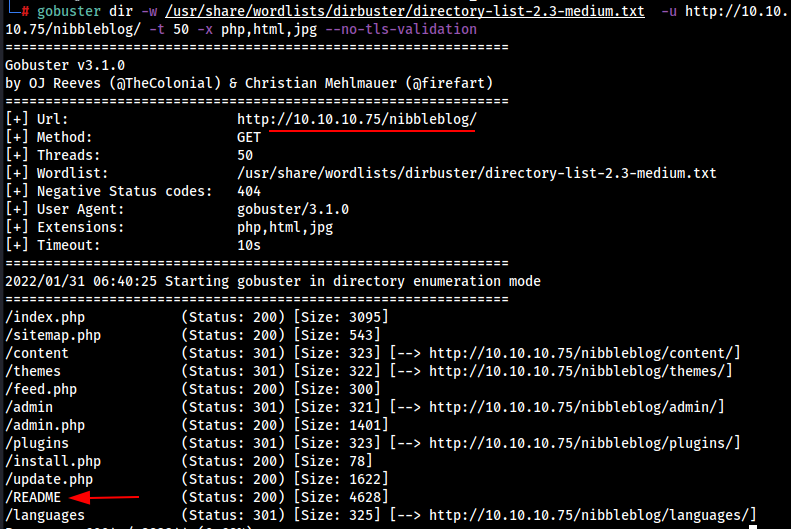 └─# gobuster dir -w /usr/share/wordlists/dirbuster/directory-list-2.3-medium.txt  -u http://10.10.
10.75/nibbleblog/ -t 50 -x php,html,jpg --no-tls-validation
===============================================================
Gobuster v3.1.0
by OJ Reeves (@TheColonial) & Christian Mehlmauer (@firefart)
===============================================================
[+] Url:                     http://10.10.10.75/nibbleblog/
[+] Method:                  GET
[+] Threads:                 50
[+] Wordlist:                /usr/share/wordlists/dirbuster/directory-list-2.3-medium.txt
[+] Negative Status codes:   404
[+] User Agent:              gobuster/3.1.0
[+] Extensions:              php,html,jpg
[+] Timeout:                 10s
===============================================================
2022/01/31 06:40:25 Starting gobuster in directory enumeration mode
===============================================================
/index.php            (Status: 200) [Size: 3095]
/sitemap.php          (Status: 200) [Size: 543]
/content              (Status: 301) [Size: 323] [--> http://10.10.10.75/nibbleblog/content/]
/themes               (Status: 301) [Size: 322] [--> http://10.10.10.75/nibbleblog/themes/]
/feed.php             (Status: 200) [Size: 300]
/admin                (Status: 301) [Size: 321] [--> http://10.10.10.75/nibbleblog/admin/]
/admin.php            (Status: 200) [Size: 1401]
/plugins              (Status: 301) [Size: 323] [--> http://10.10.10.75/nibbleblog/plugins/]
/install.php          (Status: 200) [Size: 78]
/update.php           (Status: 200) [Size: 1622]
/README               (Status: 200) [Size: 4628]
/languages            (Status: 301) [Size: 325] [--> http://10.10.10.75/nibbleblog/languages/]